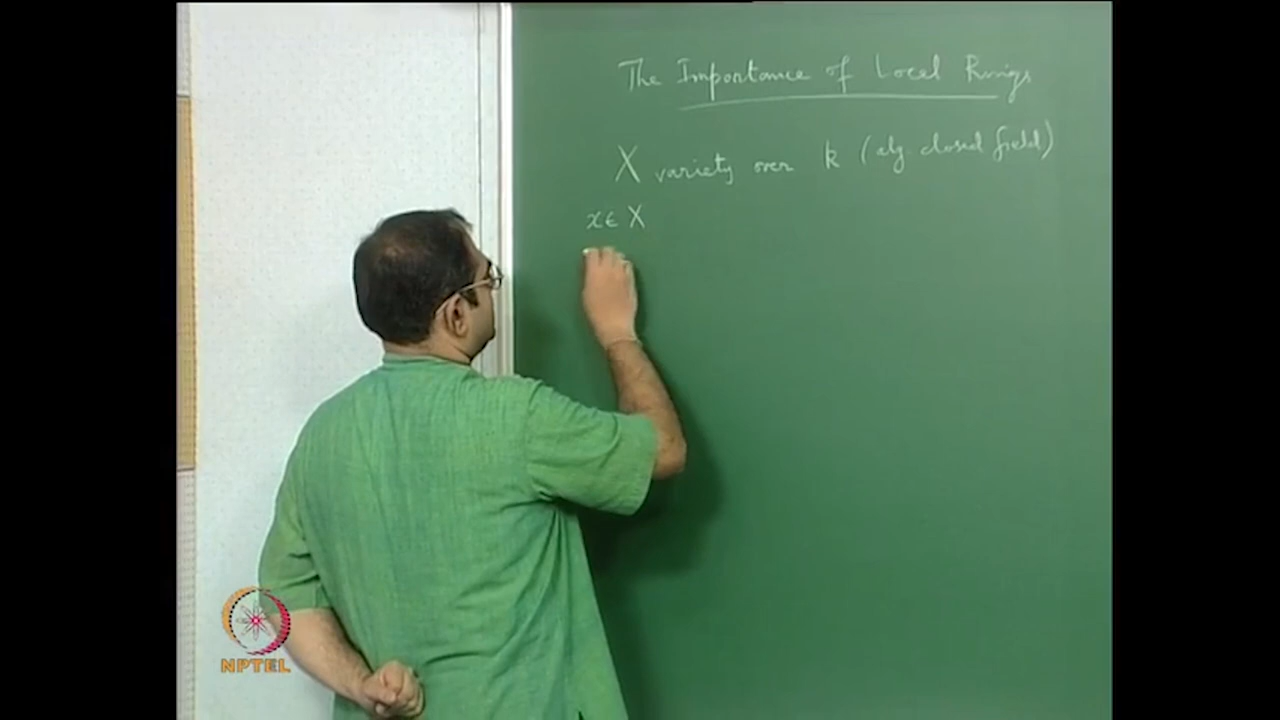 The Importance of Local Rings
X variety over k (alg. closed field)
x ∈ X
NPTEL